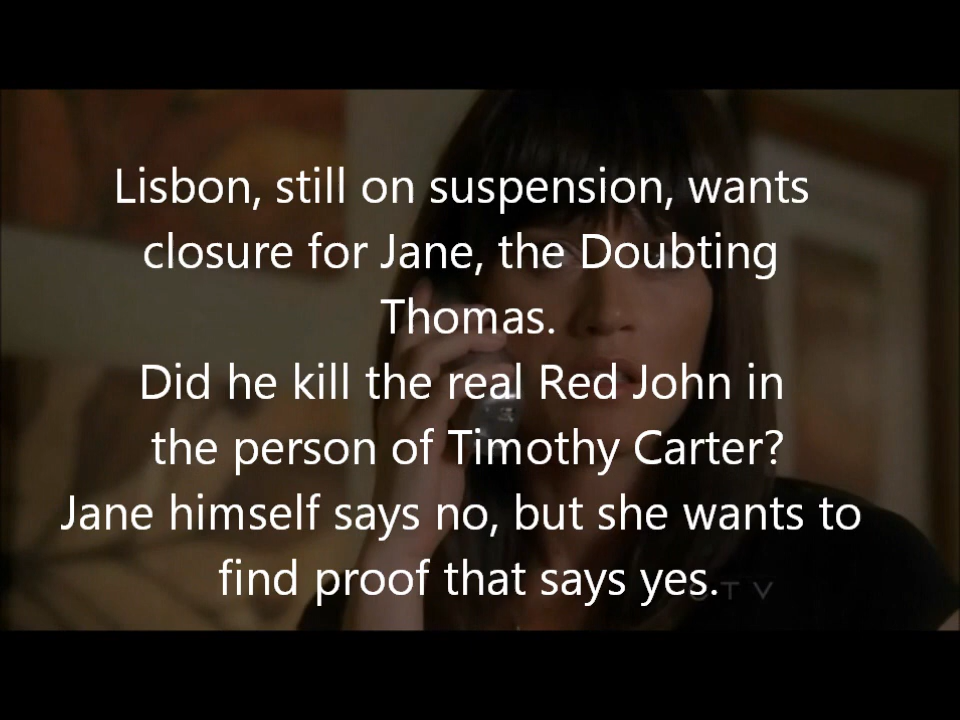 Lisbon, still on suspension, wants
closure for Jane, the Doubting
Thomas.
Did he kill the real Red John in
the person of Timothy Carter?
Jane himself says no, but she wants to
find proof that says yes.
TV